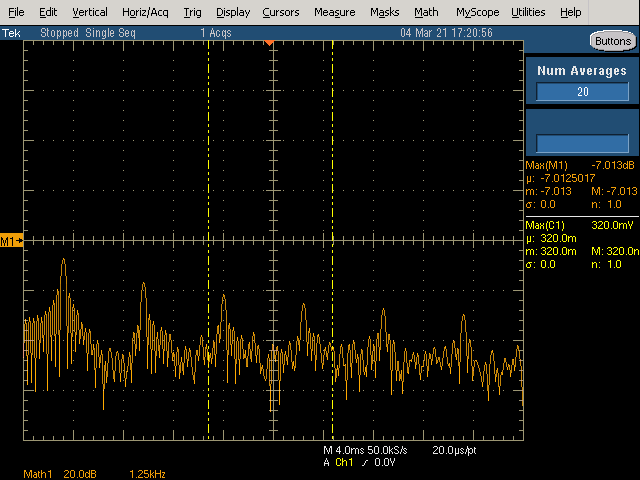 File Edit Vertical Horiz/Acq Trig Display Cursors Measure Masks Math MyScope Utilities Help
Tek Stopped Single Seq 1 Acqs 04 Mar 21 17:20:56 Buttons
Num Averages
20
Max(M1) -7.013dB
µ: -7.0125017
m: -7.013 M: -7.013
σ: 0.0 n: 1.0
Max(C1) 320.0mV
µ: 320.0m
m: 320.0m M: 320.0n
σ: 0.0 n: 1.0
M1
M 4.0ms 50.0kS/s 20.0µs/pt
A Ch1 / 0.0V
Math1 20.0dB 1.25kHz